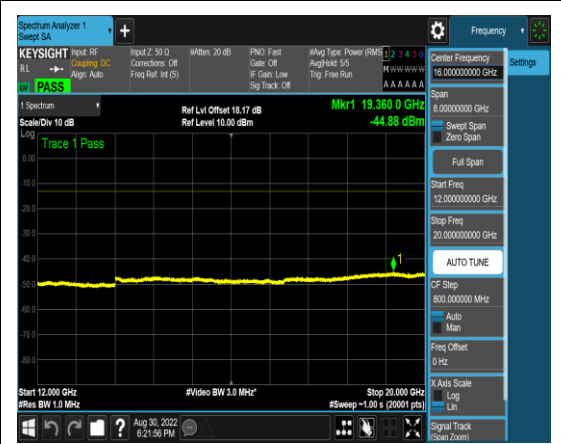 Spectrum Analyzer 1
Swept SA
Frequency
KEYSIGHT
RL
PASS
Input: RF
Coupling: DC
Align: Auto
Input Z: 50 Ω
Corrections: Off
Freq Ref: Int (S)
#Atten: 20 dB
PNO: Fast
Gate: Off
IF Gain: Low
Sig Track: Off
#Avg Type: Power (RMS
Avg|Hold: 5/5
Trig: Free Run
1 2 3 4 5 6
M W W W W W
A A A A A A
1 Spectrum
Scale/Div 10 dB
Ref Lvl Offset 18.17 dB
Ref Level 10.00 dBm
Mkr1 19.360 0 GHz
-44.88 dBm
Log
Trace 1 Pass
0.00
-10.0
-20.0
-30.0
-40.0
-50.0
-60.0
-70.0
-80.0
1
Start 12.000 GHz
#Res BW 1.0 MHz
#Video BW 3.0 MHz*
Stop 20.000 GHz
#Sweep ~1.00 s (20001 pts)
Aug 30, 2022
6:21:56 PM
Center Frequency
16.000000000 GHz
Span
8.00000000 GHz
Swept Span
Zero Span
Full Span
Start Freq
12.000000000 GHz
Stop Freq
20.000000000 GHz
AUTO TUNE
CF Step
800.000000 MHz
Auto
Man
Freq Offset
0 Hz
X Axis Scale
Log
Lin
Signal Track
(Span Zoom)
Settings